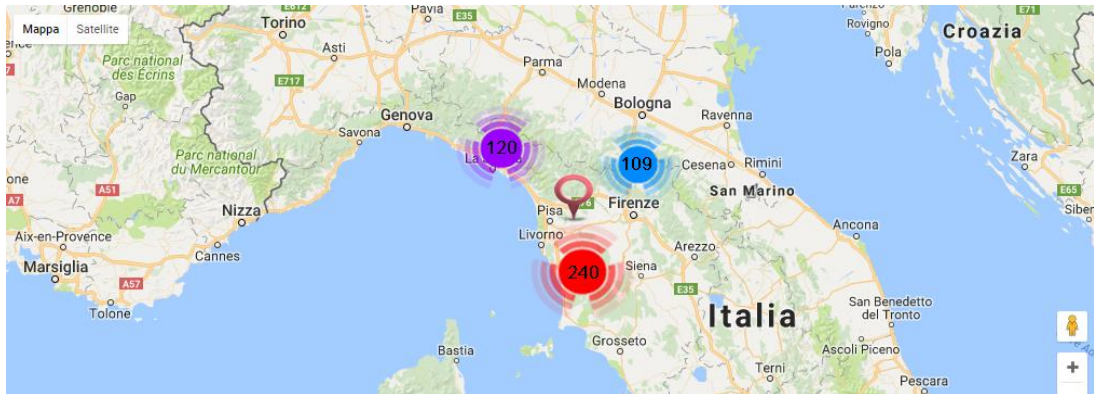 Grenoble
E612
Torino
Pavia
E35
Mappa
Satellite
Asti
Parc national
des Écrins
E717
Gap
Parma
Modena
Bologna
Genova
Savona
Ravenna
Rovigno
Pola
E71
Croazia
Parc national
du Mercantour
120
109
Cesena
Rimini
San Marino
Zara
A51
A7
Nizza
Pisa
Firenze
E65
Aix-en-Provence
Cannes
Livorno
Arezzo
Ancona
Marsiglia
A57
Tolone
240
Siena
E35
Italia
San Benedetto
del Tronto
Bastia
Grosseto
Ascoli Piceno
Terni
Pescara
+